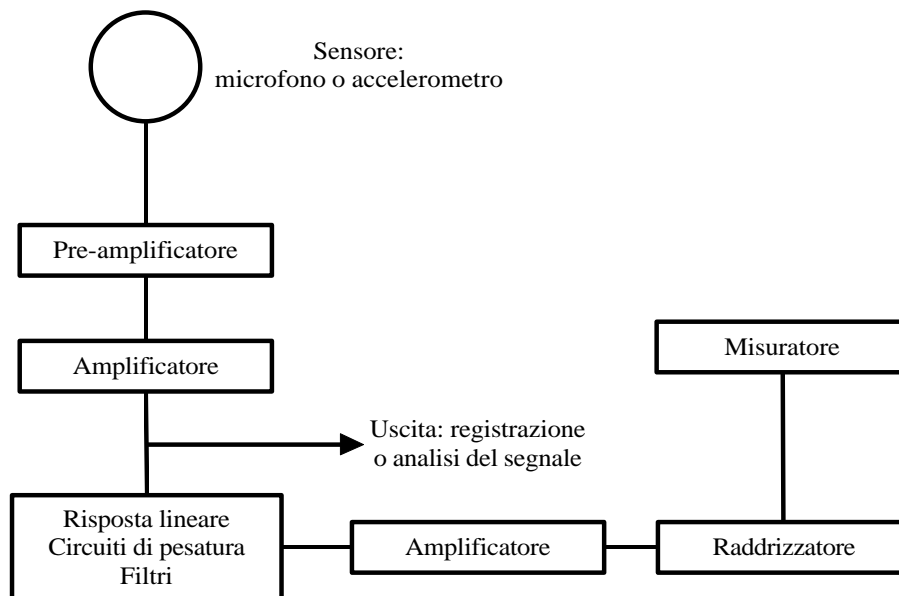 Sensore:
microfono o accelerometro
Pre-amplificatore
Amplificatore
Misuratore
Uscita: registrazione
o analisi del segnale
Risposta lineare
Circuiti di pesatura
Filtri
Amplificatore
Raddrizzatore